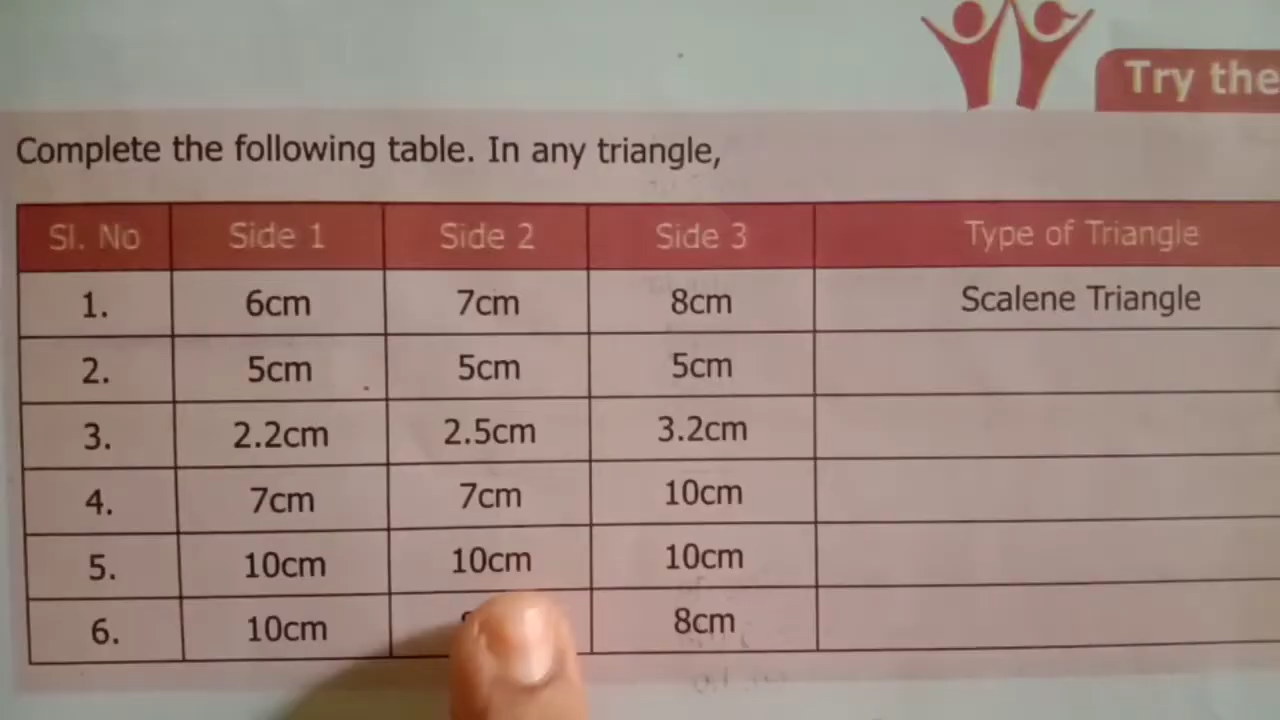 Try the
Complete the following table. In any triangle,
Sl. No Side 1 Side 2 Side 3 Type of Triangle
1. 6cm 7cm 8cm Scalene Triangle
2. 5cm 5cm 5cm
3. 2.2cm 2.5cm 3.2cm
4. 7cm 7cm 10cm
5. 10cm 10cm 10cm
6. 10cm 8cm